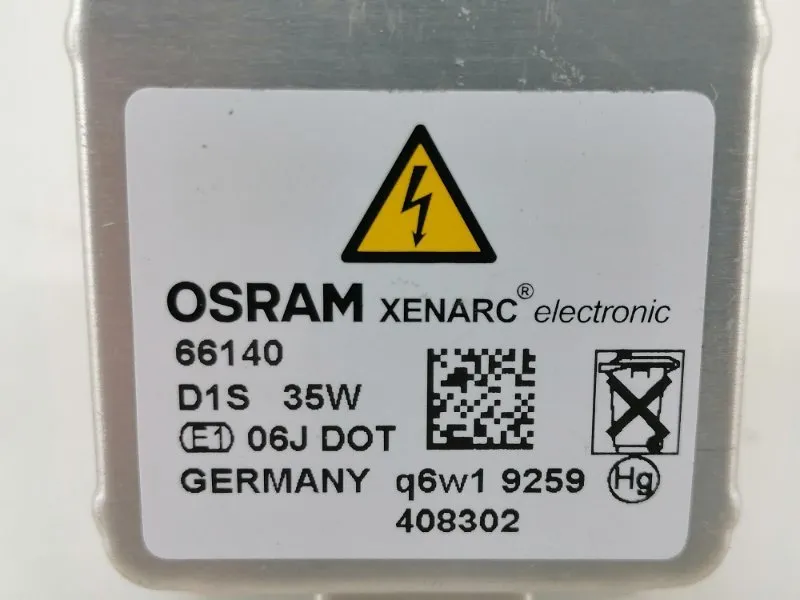 OSRAM XENARC® electronic
66140
D1S 35W
E1 06J DOT
GERMANY q6w1 9259 Hg
408302